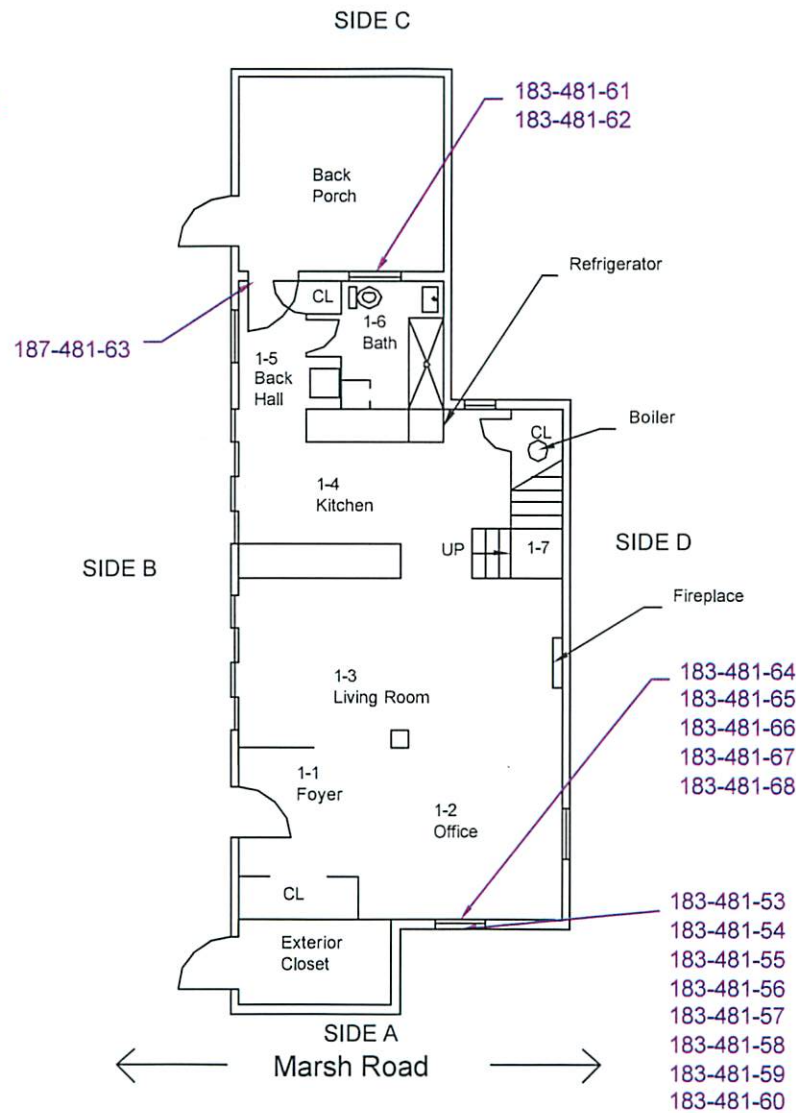 SIDE C
183-481-61
183-481-62
Back
Porch
Refrigerator
CL
1-6
Bath
187-481-63
1-5
Back
Hall
Boiler
CL
1-4
Kitchen
UP
1-7
SIDE D
SIDE B
Fireplace
1-3
Living Room
183-481-64
183-481-65
183-481-66
183-481-67
183-481-68
1-1
Foyer
1-2
Office
CL
183-481-53
183-481-54
183-481-55
183-481-56
183-481-57
183-481-58
183-481-59
183-481-60
Exterior
Closet
SIDE A
Marsh Road